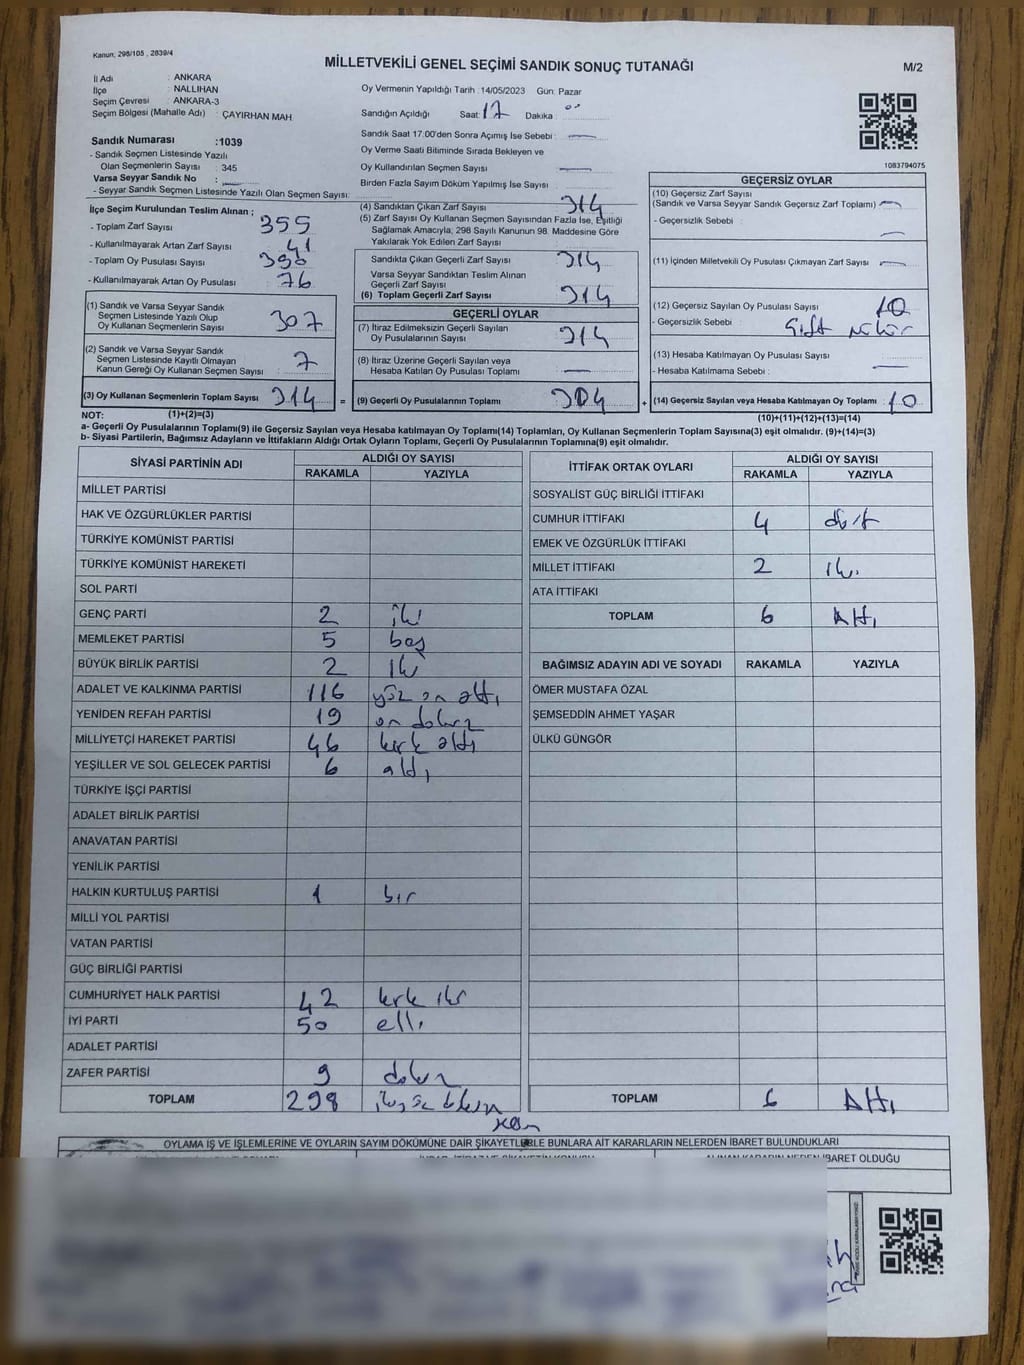 Kanun; 298/105 , 2839/4
MİLLETVEKİLİ GENEL SEÇİMİ SANDIK SONUÇ TUTANAĞI
M/2
İl Adı : ANKARA
İlçe : NALLIHAN
Seçim Çevresi : ANKARA-3
Seçim Bölgesi (Mahalle Adı) : ÇAYIRHAN MAH.
Oy Vermenin Yapıldığı Tarih : 14/05/2023 Gün: Pazar
Sandığın Açıldığı Saat: 17 Dakika : 00
Sandık Saat 17.00'den Sonra Açımış İse Sebebi : —
Oy Verme Saati Bitiminde Sırada Bekleyen ve
Oy Kullandırılan Seçmen Sayısı : —
Birden Fazla Sayım Döküm Yapılmış İse Sayısı
1083794075
Sandık Numarası :1039
- Sandık Seçmen Listesinde Yazılı
Olan Seçmenlerin Sayısı : 345
Varsa Seyyar Sandık No : —
- Seyyar Sandık Seçmen Listesinde Yazılı Olan Seçmen Sayısı:
İlçe Seçim Kurulundan Teslim Alınan ;
- Toplam Zarf Sayısı 355
- Kullanılmayarak Artan Zarf Sayısı 41
- Toplam Oy Pusulası Sayısı 390
- Kullanılmayarak Artan Oy Pusulası 76
(1) Sandık ve Varsa Seyyar Sandık
Seçmen Listesinde Yazılı Olup
Oy Kullanan Seçmenlerin Sayısı : 307
(2) Sandık ve Varsa Seyyar Sandık
Seçmen Listesinde Kayıtlı Olmayan
Kanun Gereği Oy Kullanan Seçmen Sayısı : 7
(3) Oy Kullanan Seçmenlerin Toplam Sayısı 314
(4) Sandıktan Çıkan Zarf Sayısı 314
(5) Zarf Sayısı Oy Kullanan Seçmen Sayısından Fazla İse, Eşitliği
Sağlamak Amacıyla, 298 Sayılı Kanunun 98. Maddesine Göre
Yakılarak Yok Edilen Zarf Sayısı
Sandıkta Çıkan Geçerli Zarf Sayısı 314
Varsa Seyyar Sandıktan Teslim Alınan
Geçerli Zarf Sayısı
(6) Toplam Geçerli Zarf Sayısı 314
GEÇERLİ OYLAR
(7) İtiraz Edilmeksizin Geçerli Sayılan
Oy Pusulalarının Sayısı 314
(8) İtiraz Üzerine Geçerli Sayılan veya
Hesaba Katılan Oy Pusulası Toplamı —
= (9) Geçerli Oy Pusulalarının Toplamı 304
GEÇERSİZ OYLAR
(10) Geçersiz Zarf Sayısı
(Sandık ve Varsa Seyyar Sandık Geçersiz Zarf Toplamı) —
- Geçersizlik Sebebi : —
(11) İçinden Milletvekili Oy Pusulası Çıkmayan Zarf Sayısı —
(12) Geçersiz Sayılan Oy Pusulası Sayısı 10
- Geçersizlik Sebebi : Çift mühür
(13) Hesaba Katılmayan Oy Pusulası Sayısı
- Hesaba Katılmama Sebebi : —
+ (14) Geçersiz Sayılan veya Hesaba Katılmayan Oy Toplamı 10
NOT: (1)+(2)=(3) (10)+(11)+(12)+(13)=(14)
a- Geçerli Oy Pusulasının Toplamı(9) ile Geçersiz Sayılan veya Hesaba katılmayan Oy Toplamı(14) Toplamları, Oy Kullanan Seçmenlerin Toplam Sayısına(3) eşit olmalıdır. (9)+(14)=(3)
b- Siyasi Partilerin, Bağımsız Adayların ve İttifakların Aldığı Ortak Oyların Toplamı, Geçerli Oy Pusulalarının Toplamına(9) eşit olmalıdır.
SİYASİ PARTİNİN ADI ALDIĞI OY SAYISI
RAKAMLA YAZIYLA
MİLLET PARTİSİ
HAK VE ÖZGÜRLÜKLER PARTİSİ
TÜRKİYE KOMÜNİST PARTİSİ
TÜRKİYE KOMÜNİST HAREKETİ
SOL PARTİ
GENÇ PARTİ 2 iki
MEMLEKET PARTİSİ 5 beş
BÜYÜK BİRLİK PARTİSİ 2 iki
ADALET VE KALKINMA PARTİSİ 116 yüz on altı
YENİDEN REFAH PARTİSİ 19 on dokuz
MİLLİYETÇİ HAREKET PARTİSİ 46 kırk altı
YEŞİLLER VE SOL GELECEK PARTİSİ 6 altı
TÜRKİYE İŞÇİ PARTİSİ
ADALET BİRLİK PARTİSİ
ANAVATAN PARTİSİ
YENİLİK PARTİSİ
HALKIN KURTULUŞ PARTİSİ 1 bir
MİLLİ YOL PARTİSİ
VATAN PARTİSİ
GÜÇ BİRLİĞİ PARTİSİ
CUMHURİYET HALK PARTİSİ 42 kırk iki
İYİ PARTİ 50 elli
ADALET PARTİSİ
ZAFER PARTİSİ 9 dokuz
TOPLAM 298 ikiyüz doksan
sekiz
İTTİFAK ORTAK OYLARI ALDIĞI OY SAYISI
RAKAMLA YAZIYLA
SOSYALİST GÜÇ BİRLİĞİ İTTİFAKI
CUMHUR İTTİFAKI 4 dört
EMEK VE ÖZGÜRLÜK İTTİFAKI
MİLLET İTTİFAKI 2 iki
ATA İTTİFAKI
TOPLAM 6 Altı
BAĞIMSIZ ADAYIN ADI VE SOYADI RAKAMLA YAZIYLA
ÖMER MUSTAFA ÖZAL
ŞEMSEDDİN AHMET YAŞAR
ÜLKÜ GÜNGÖR
TOPLAM 6 Altı
OYLAMA İŞ VE İŞLEMLERİNE VE OYLARIN SAYIM DÖKÜMÜNE DAİR ŞİKAYETLERLE BUNLARA AİT KARARLARIN NELERDEN İBARET BULUNDUKLARI
ALINAN KARARIN NEDEN İBARET OLDUĞU